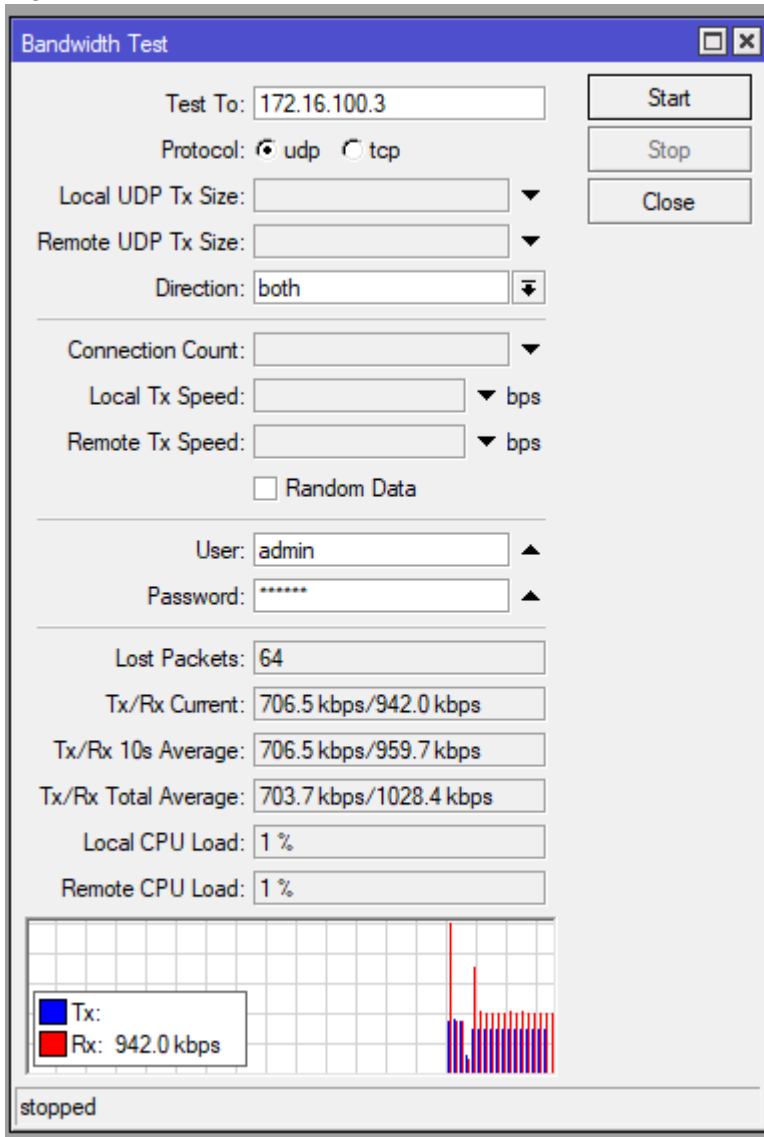 Bandwidth Test
Test To: 172.16.100.3
Start
Protocol: udp tcp
Stop
Local UDP Tx Size:
Close
Remote UDP Tx Size:
Direction: both
Connection Count:
Local Tx Speed: bps
Remote Tx Speed: bps
Random Data
User: admin
Password: ******
Lost Packets: 64
Tx/Rx Current: 706.5 kbps/942.0 kbps
Tx/Rx 10s Average: 706.5 kbps/959.7 kbps
Tx/Rx Total Average: 703.7 kbps/1028.4 kbps
Local CPU Load: 1 %
Remote CPU Load: 1 %
Tx:
Rx: 942.0 kbps
stopped